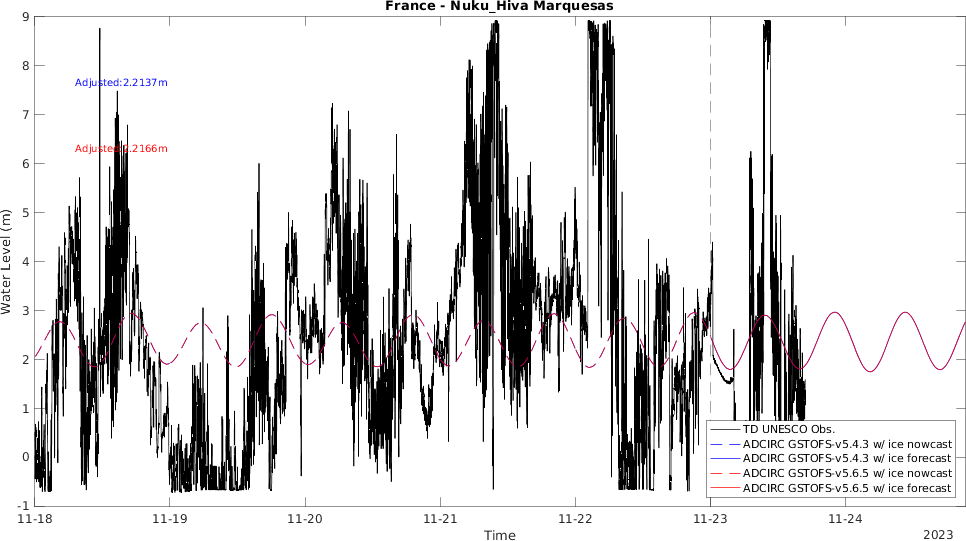 France - Nuku_Hiva Marquesas
9
8
7
6
5
4
3
2
1
0
-1
Water Level (m)
Adjusted:2.2137m
Adjusted:2.2166m
TD UNESCO Obs.
ADCIRC GSTOFS-v5.4.3 w/ ice nowcast
ADCIRC GSTOFS-v5.4.3 w/ ice forecast
ADCIRC GSTOFS-v5.6.5 w/ ice nowcast
ADCIRC GSTOFS-v5.6.5 w/ ice forecast
11-18 11-19 11-20 11-21 11-22 11-23 11-24
Time
2023